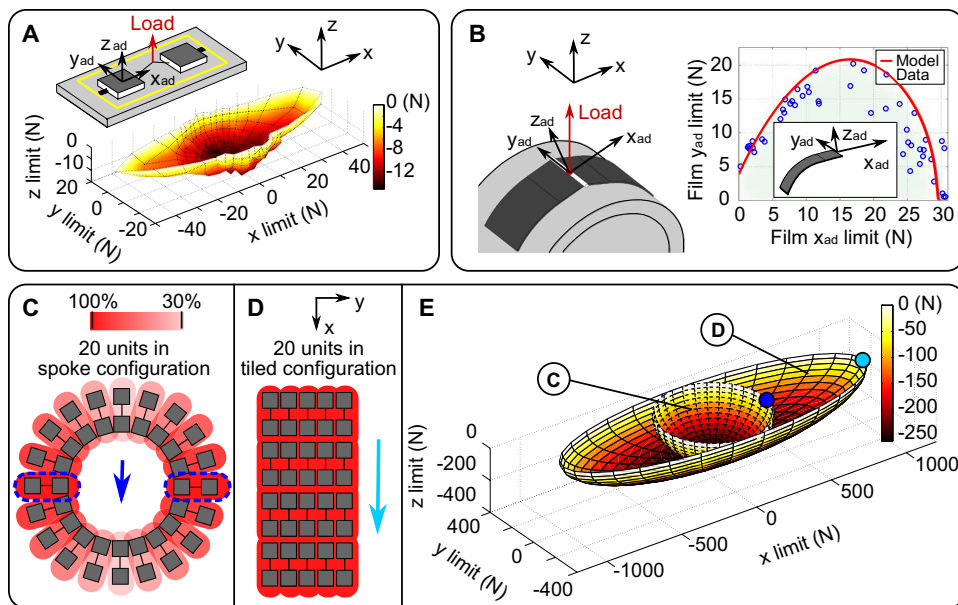 A
Load
z_ad
y_ad
x_ad
z
y
x
0 (N)
-4
-8
-12
z limit (N)
0
-10
20
0
-20
y limit (N)
-40
-20
0
20
40
x limit (N)
B
z
y
x
Load
z_ad
y_ad
x_ad
Film y_ad limit (N)
20
15
10
5
0
Model
Data
y_ad
z_ad
x_ad
0
5
10
15
20
25
30
Film x_ad limit (N)
C
100%
30%
20 units in
spoke configuration
D
y
x
20 units in
tiled configuration
E
D
C
0 (N)
-50
-100
-150
-200
-250
z limit (N)
0
-200
-400
400
0
-400
y limit (N)
-1000
-500
0
500
1000
x limit (N)